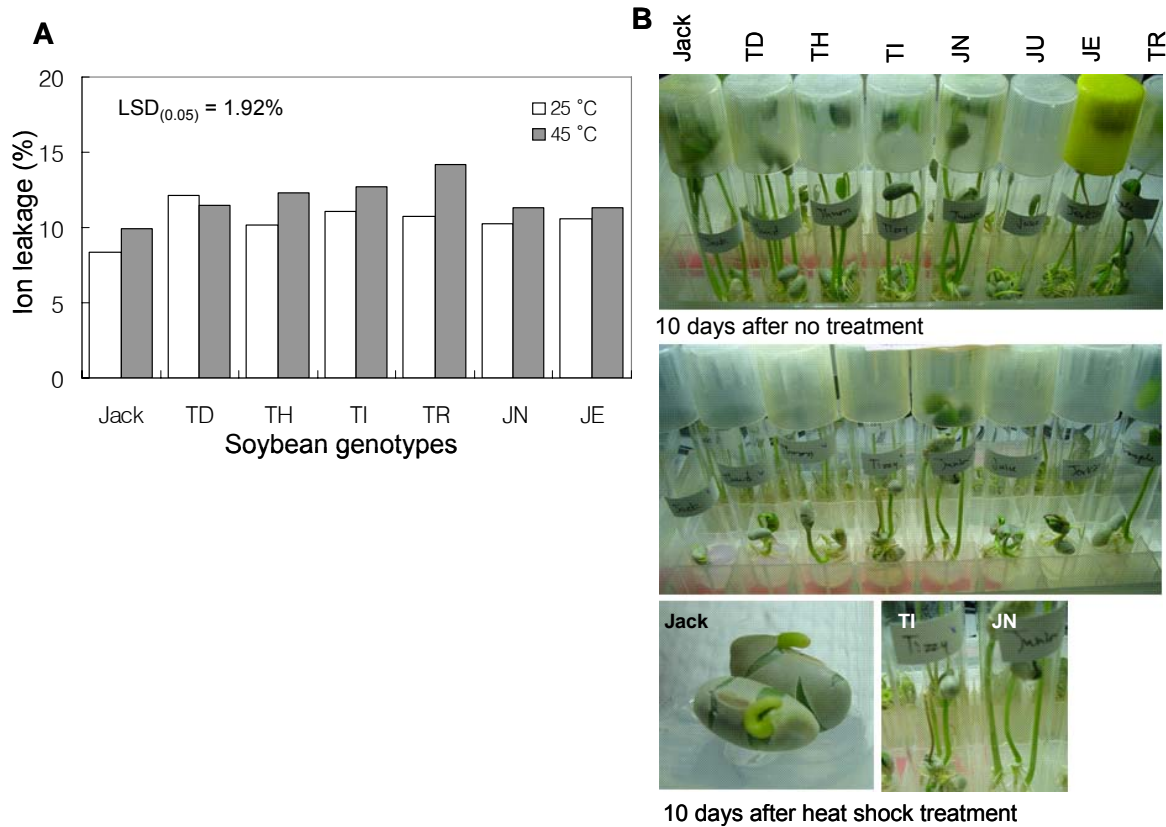 A
LSD(0.05) = 1.92%
25 °C
45 °C
20
15
10
5
0
Ion leakage (%)
Jack TD TH TI TR JN JE
Soybean genotypes
B
Jack TD TH TI JN JU JE TR
10 days after no treatment
Tizzy
Jack
TI
JN
Tizzy
10 days after heat shock treatment